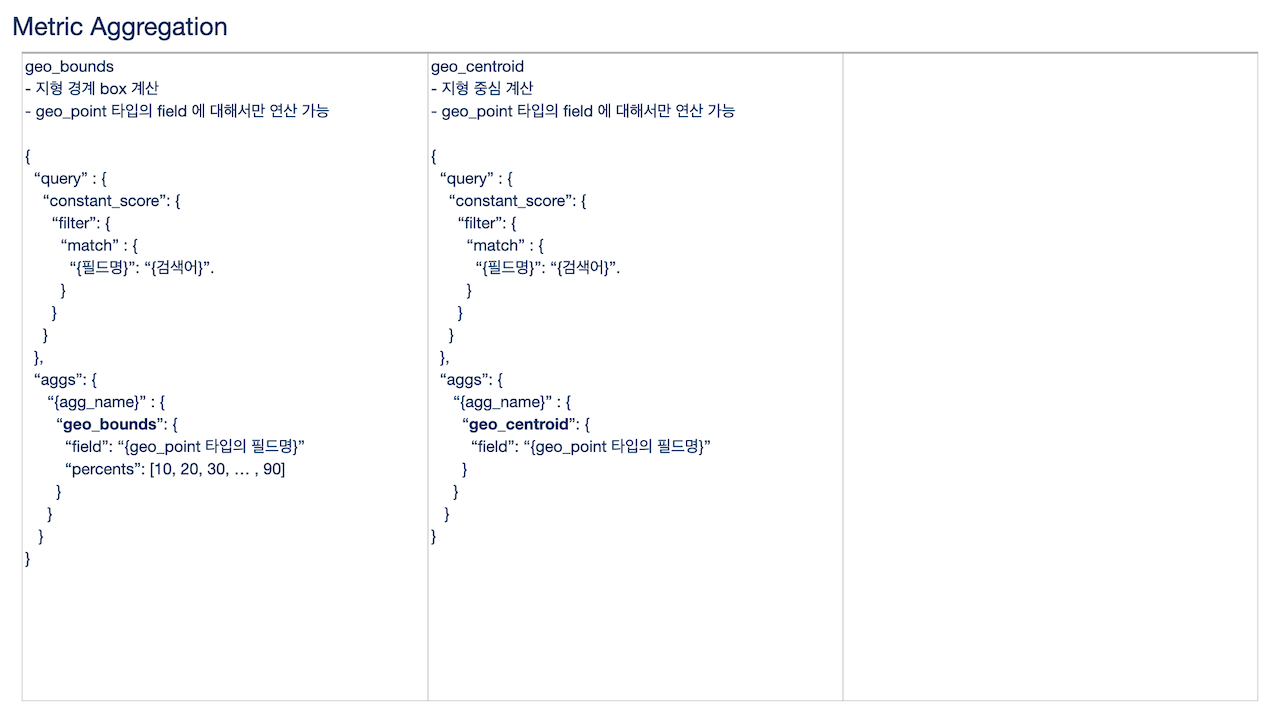 Metric Aggregation
geo_bounds
- 지형 경계 box 계산
- geo_point 타입의 field 에 대해서만 연산 가능
{
“query” : {
“constant_score”: {
“filter”: {
“match” : {
“{필드명}”: “{검색어}”.
}
}
}
},
“aggs”: {
“{agg_name}” : {
“geo_bounds”: {
“field”: “{geo_point 타입의 필드명}”
“percents”: [10, 20, 30, … , 90]
}
}
}
}
geo_centroid
- 지형 중심 계산
- geo_point 타입의 field 에 대해서만 연산 가능
{
“query” : {
“constant_score”: {
“filter”: {
“match” : {
“{필드명}”: “{검색어}”.
}
}
}
},
“aggs”: {
“{agg_name}” : {
“geo_centroid”: {
“field”: “{geo_point 타입의 필드명}”
}
}
}
}